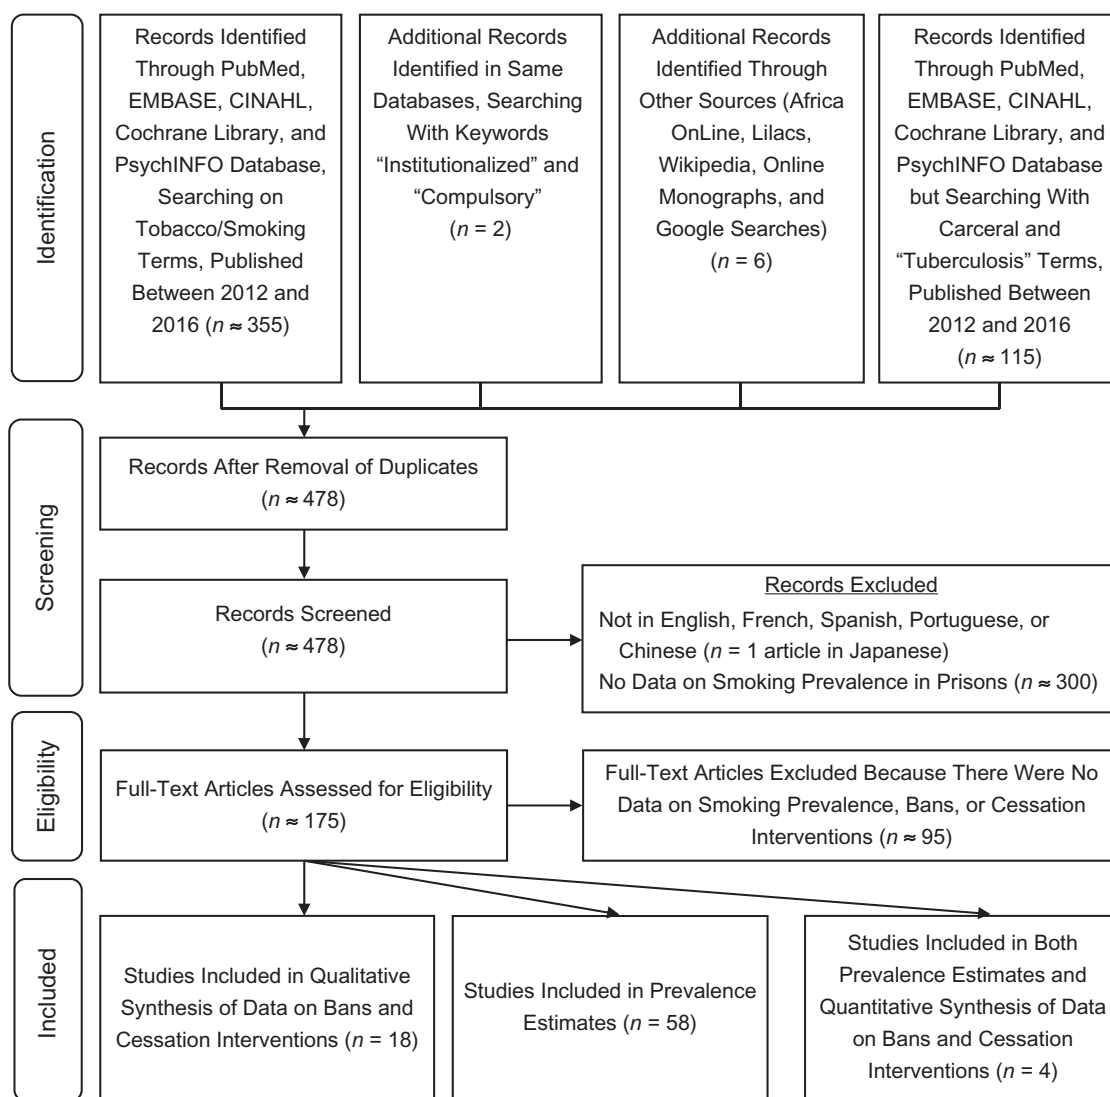 Identification
Records Identified
Through PubMed,
EMBASE, CINAHL,
Cochrane Library, and
PsychINFO Database,
Searching on
Tobacco/Smoking
Terms, Published
Between 2012 and
2016 (n ≈ 355)
Additional Records
Identified in Same
Databases, Searching
With Keywords
“Institutionalized” and
“Compulsory”
(n = 2)
Additional Records
Identified Through
Other Sources (Africa
OnLine, Lilacs,
Wikipedia, Online
Monographs, and
Google Searches)
(n = 6)
Records Identified
Through PubMed,
EMBASE, CINAHL,
Cochrane Library, and
PsychINFO Database
but Searching With
Carceral and
“Tuberculosis” Terms,
Published Between
2012 and 2016
(n ≈ 115)
Screening
Records After Removal of Duplicates
(n ≈ 478)
Records Screened
(n ≈ 478)
Records Excluded
Not in English, French, Spanish, Portuguese, or
Chinese (n = 1 article in Japanese)
No Data on Smoking Prevalence in Prisons (n ≈ 300)
Eligibility
Full-Text Articles Assessed for Eligibility
(n ≈ 175)
Full-Text Articles Excluded Because There Were No
Data on Smoking Prevalence, Bans, or Cessation
Interventions (n ≈ 95)
Included
Studies Included in Qualitative
Synthesis of Data on Bans and
Cessation Interventions (n = 18)
Studies Included in Prevalence
Estimates (n = 58)
Studies Included in Both
Prevalence Estimates and
Quantitative Synthesis of Data
on Bans and Cessation
Interventions (n = 4)